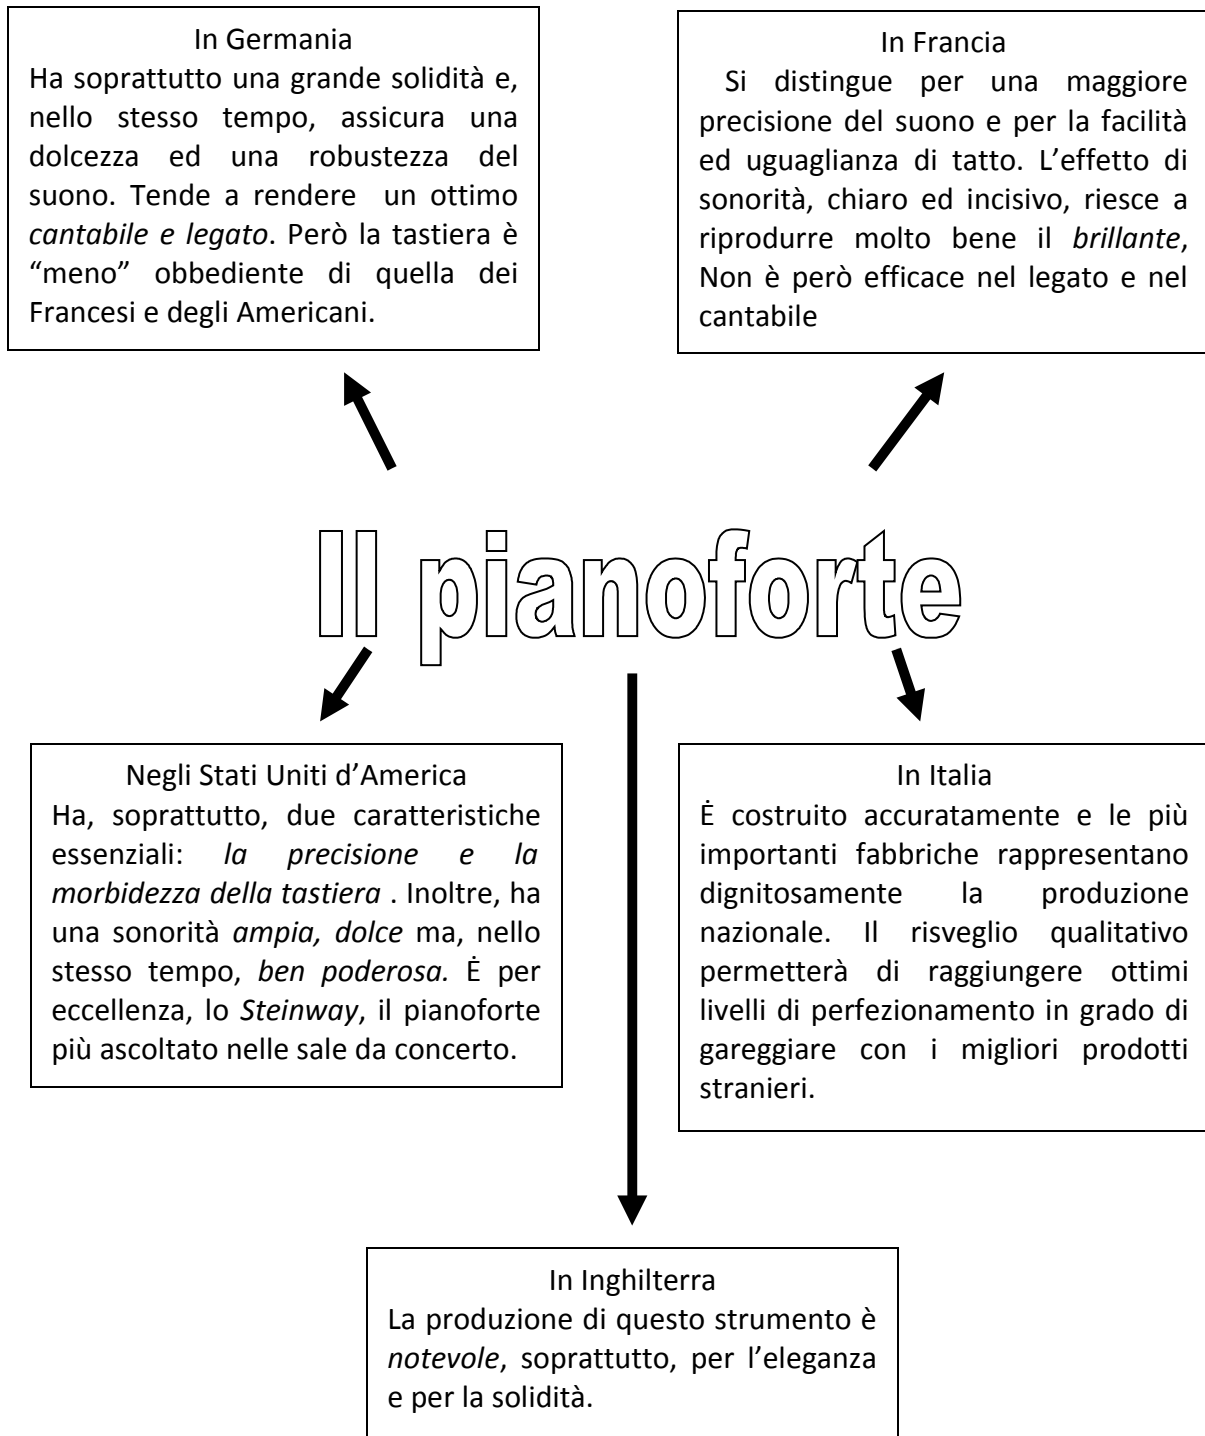 In Germania
Ha soprattutto una grande solidità e,
nello stesso tempo, assicura una
dolcezza ed una robustezza del
suono. Tende a rendere un ottimo
cantabile e legato. Però la tastiera è
“meno” obbediente di quella dei
Francesi e degli Americani.
In Francia
Si distingue per una maggiore
precisione del suono e per la facilità
ed uguaglianza di tatto. L’effetto di
sonorità, chiaro ed incisivo, riesce a
riprodurre molto bene il brillante,
Non è però efficace nel legato e nel
cantabile
Il pianoforte
Negli Stati Uniti d’America
Ha, soprattutto, due caratteristiche
essenziali: la precisione e la
morbidezza della tastiera . Inoltre, ha
una sonorità ampia, dolce ma, nello
stesso tempo, ben poderosa. Ė per
eccellenza, lo Steinway, il pianoforte
più ascoltato nelle sale da concerto.
In Italia
Ė costruito accuratamente e le più
importanti fabbriche rappresentano
dignitosamente la produzione
nazionale. Il risveglio qualitativo
permetterà di raggiungere ottimi
livelli di perfezionamento in grado di
gareggiare con i migliori prodotti
stranieri.
In Inghilterra
La produzione di questo strumento è
notevole, soprattutto, per l’eleganza
e per la solidità.